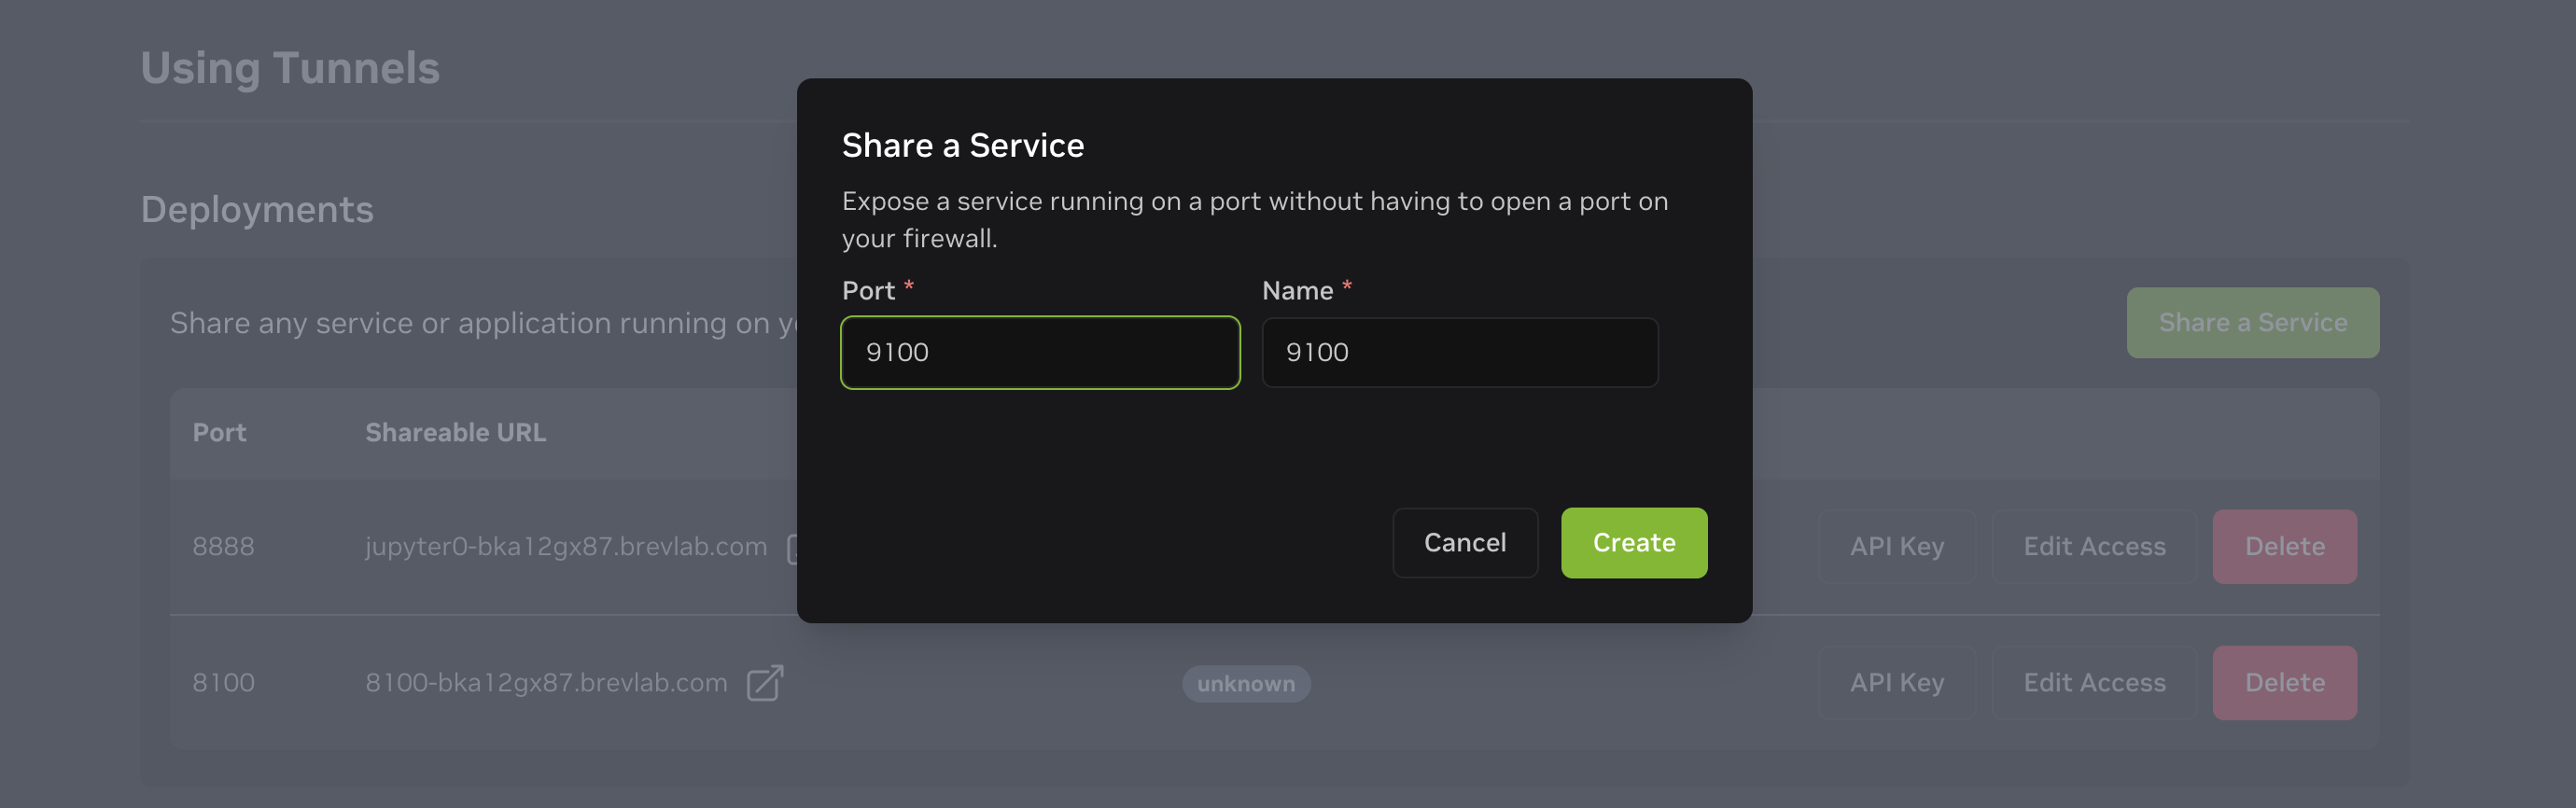 Using Tunnels
Share a Service
Expose a service running on a port without having to open a port on
your firewall.
Port *
Name *
9100
9100
Cancel
Create
Deployments
Share any service or application running on
Share a Service
Port
Shareable URL
8888
jupyter0-bka12gx87.brevlab.com
API Key
Edit Access
Delete
8100
8100-bka12gx87.brevlab.com
unknown
API Key
Edit Access
Delete